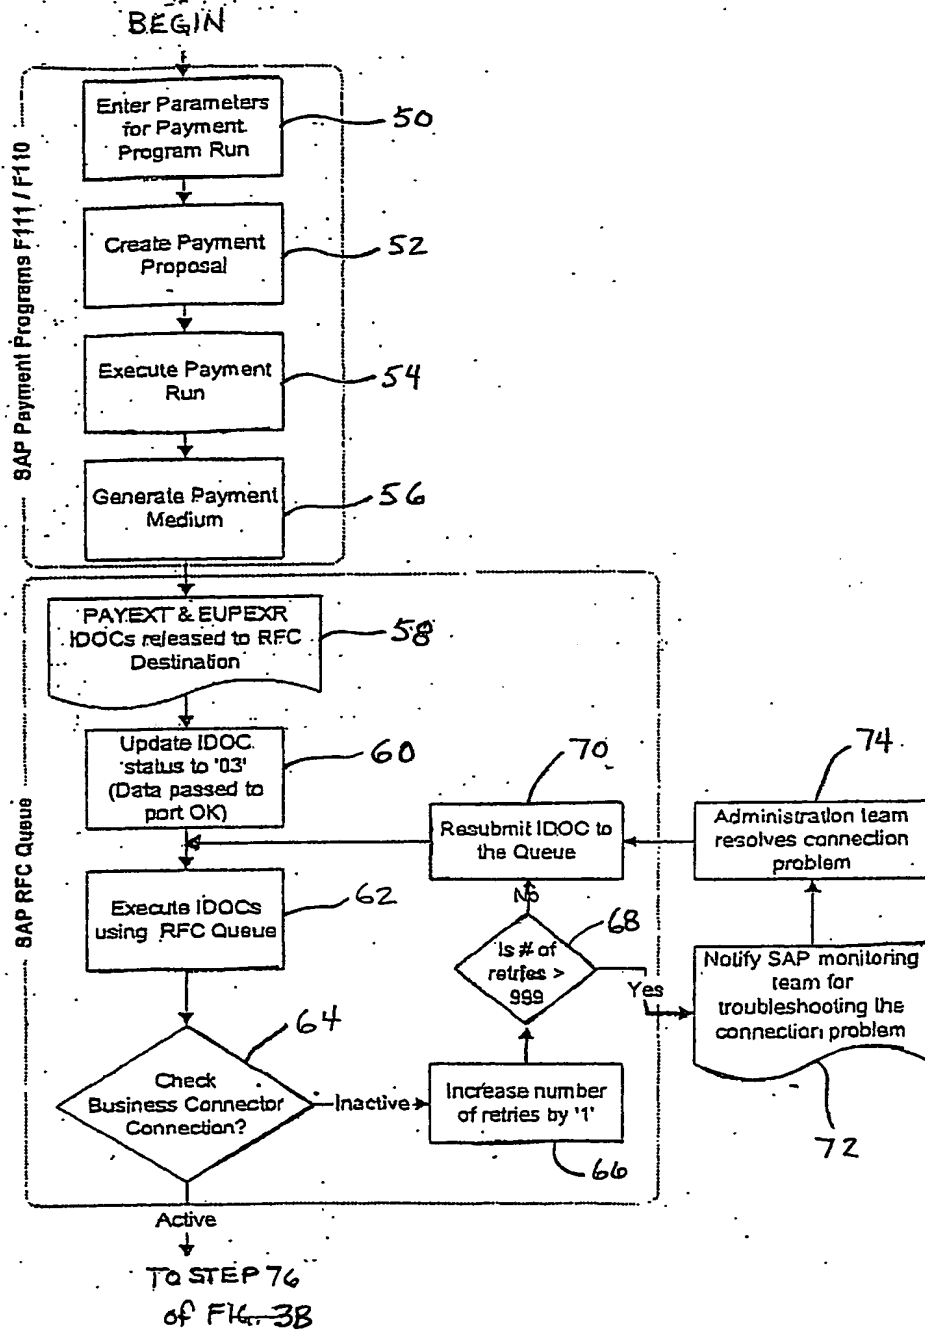 BEGIN
SAP Payment Programs F111 / F110
Enter Parameters
for Payment
Program Run
50
Create Payment
Proposal
52
Execute Payment
Run
54
Generate Payment
Medium
56
SAP RFC Queue
PAYEXT & EUPEXR
IDOCs released to RFC
Destination
58
Update IDOC
status to '03'
(Data passed to
port OK)
60
Execute IDOCs
using RFC Queue
62
Check
Business Connector
Connection?
64
Inactive
Increase number
of retries by '1'
66
Is # of
retries >
999
68
No
Yes
Resubmit IDOC to
the Queue
70
Notify SAP monitoring
team for
troubleshooting the
connection problem
72
Administration team
resolves connection
problem
74
Active
TO STEP 76
of FIG. 3B